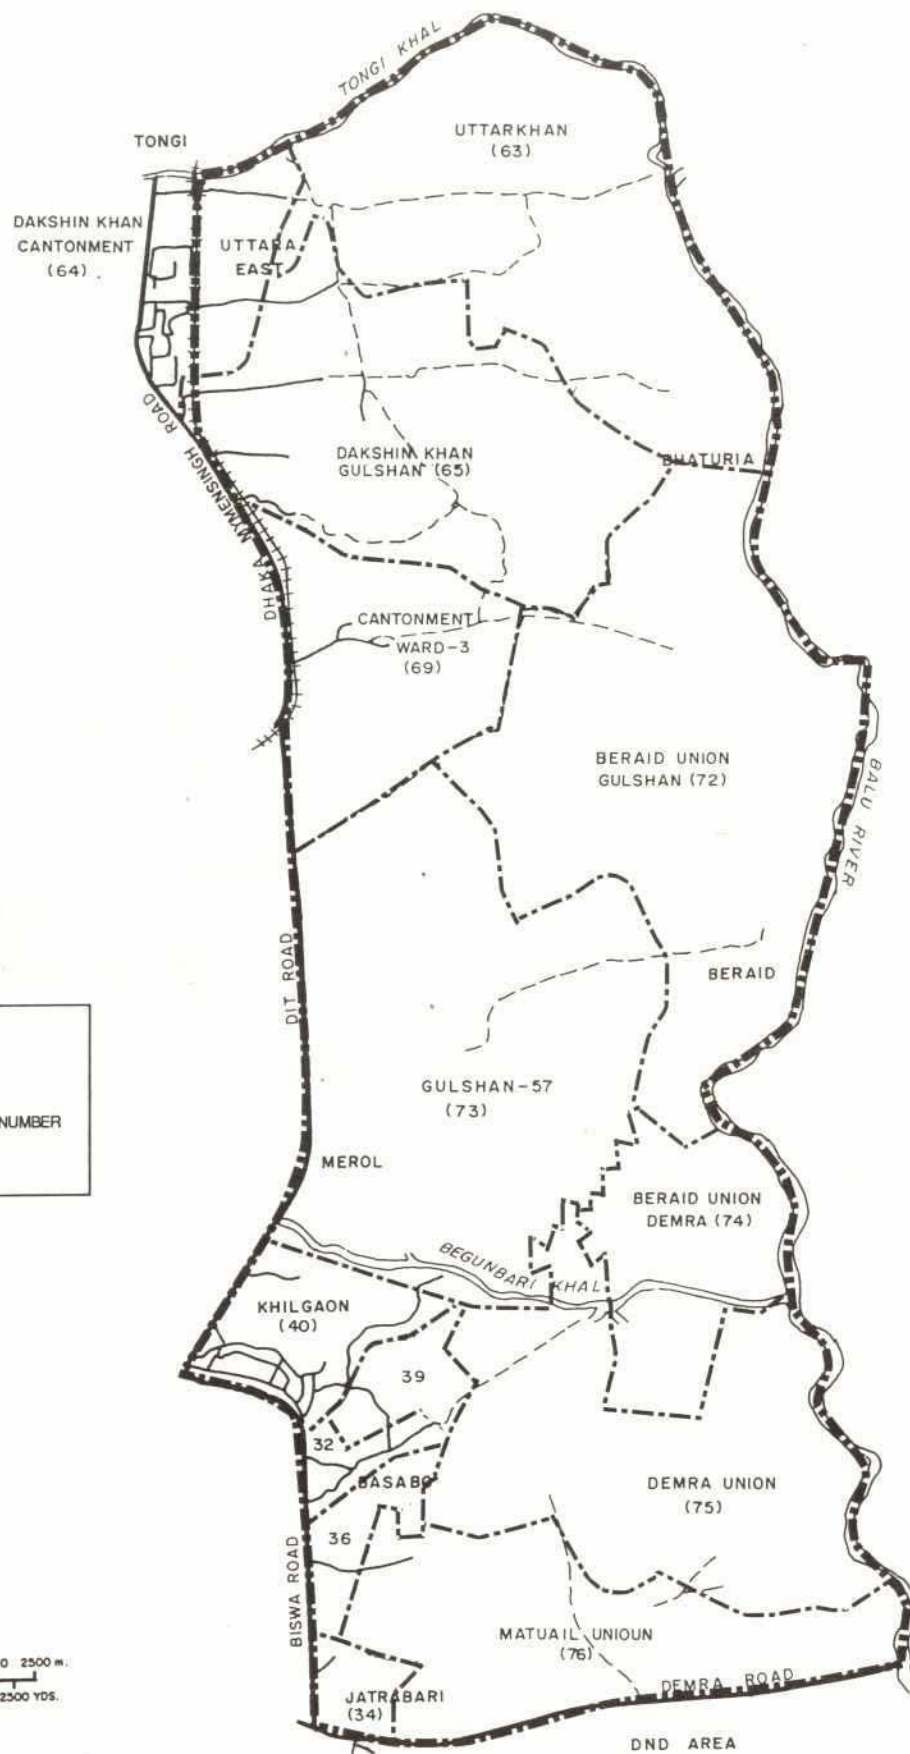 TONGI KHAL
UTTARKHAN
(63)
TONGI
DAKSHIN KHAN
CANTONMENT
(64)
UTTARA
EAST
DHAKA MYMENSINGH ROAD
DAKSHIN KHAN
GULSHAN (65)
BHATURIA
CANTONMENT
WARD-3
(69)
BERAID UNION
GULSHAN (72)
BALU RIVER
DIT ROAD
BERAID
GULSHAN-57
(73)
NUMBER
MEROL
BERAID UNION
DEMRA (74)
BEGUNBARI KHAL
KHILGAON
(40)
39
32
BASABO
DEMRA UNION
(75)
36
BISWA ROAD
MATUAIL UNIOUN
(76)
0 2500 m.
2500 YDS.
JATRABARI
(34)
DEMRA ROAD
DND AREA